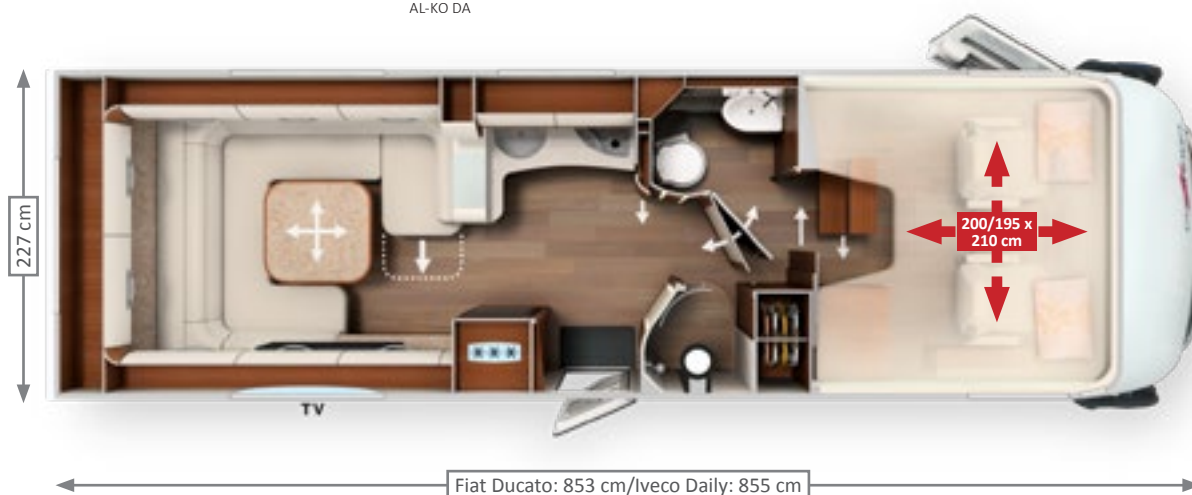 AL-KO DA
227 cm
200/195 x
210 cm
TV
Fiat Ducato: 853 cm/Iveco Daily: 855 cm